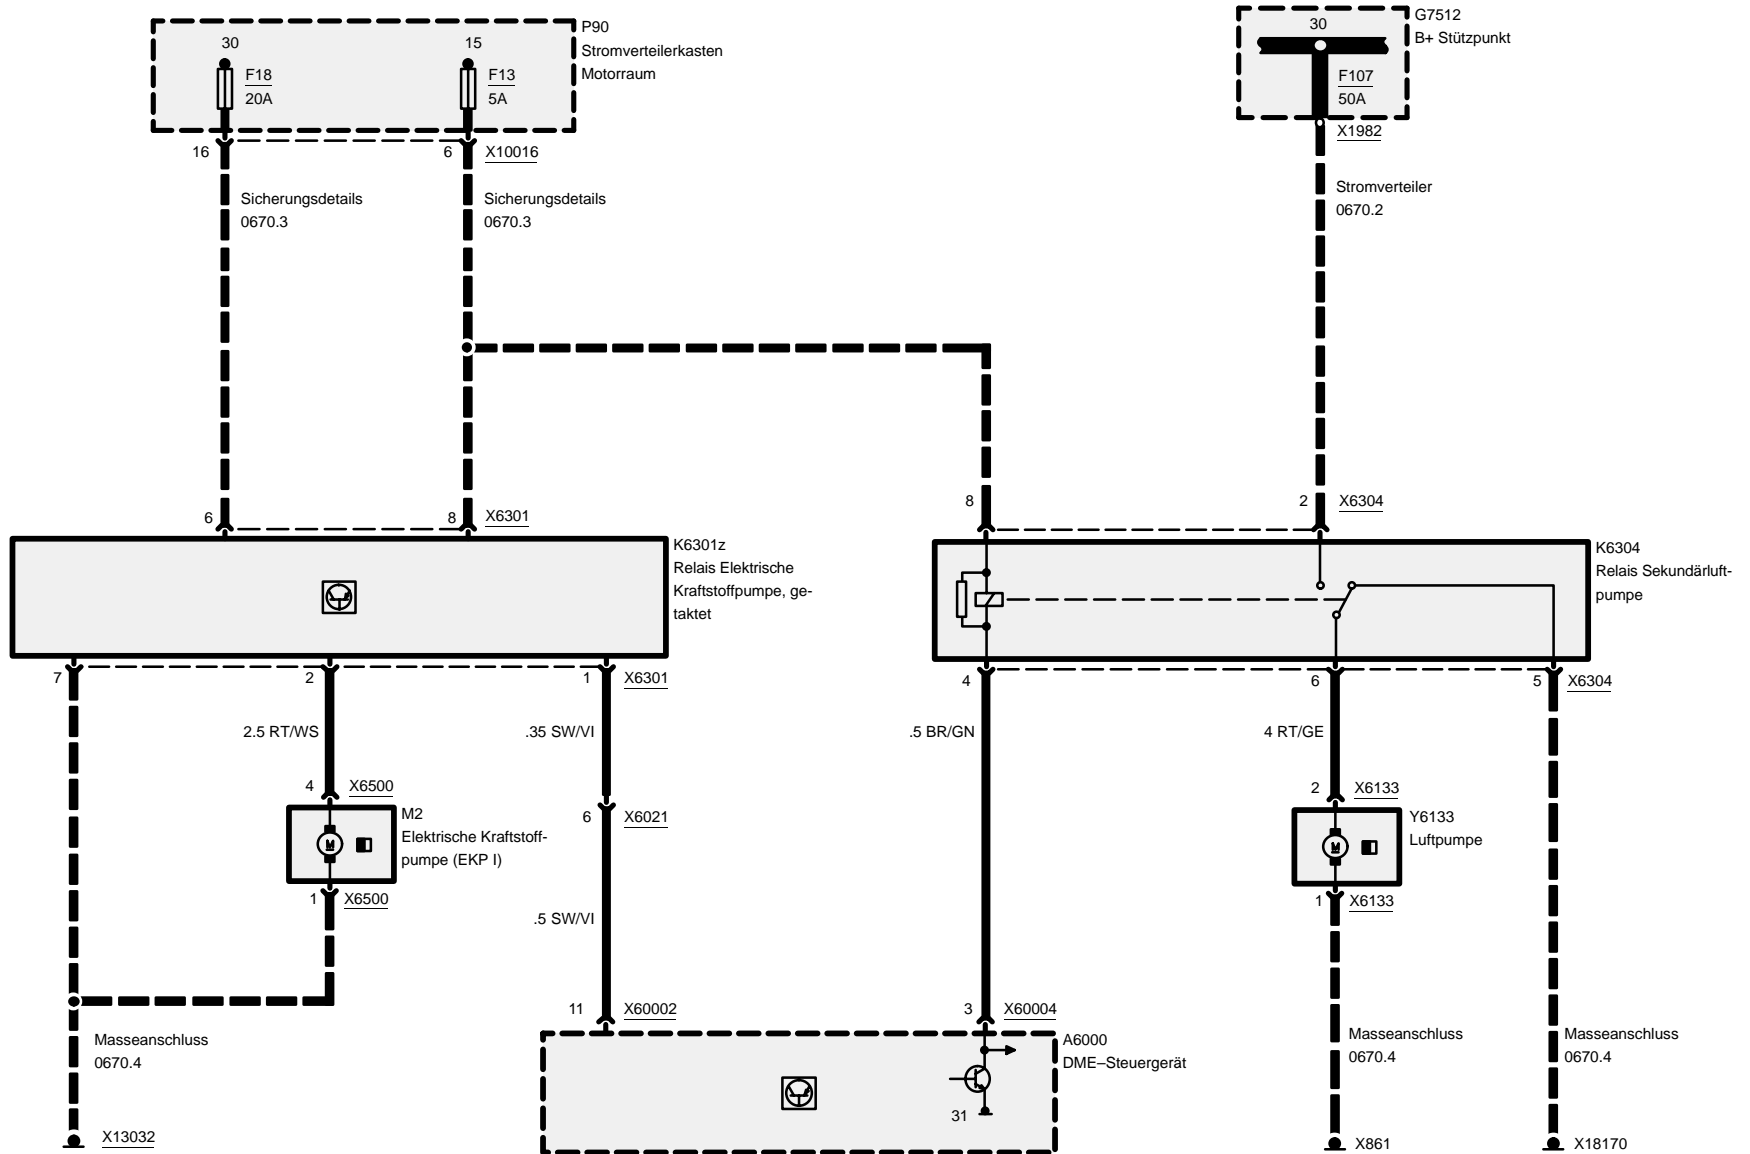 30
F18
20A
15
F13
5A
P90
Stromverteilerkasten
Motorraum
30
F107
50A
G7512
B+ Stützpunkt
16
6
X10016
X1982
Sicherungsdetails
0670.3
Sicherungsdetails
0670.3
Stromverteiler
0670.2
6
8
X6301
8
2
X6304
K6301z
Relais Elektrische
Kraftstoffpumpe, ge-
taktet
K6304
Relais Sekundärluft-
pumpe
7
2
1
X6301
4
6
5
X6304
2.5 RT/WS
.35 SW/VI
.5 BR/GN
4 RT/GE
4
X6500
M2
Elektrische Kraftstoff-
pumpe (EKP I)
M
1
X6500
6
X6021
2
X6133
Y6133
Luftpumpe
M
1
X6133
.5 SW/VI
11
X60002
3
X60004
A6000
DME–Steuergerät
31
Masseanschluss
0670.4
Masseanschluss
0670.4
Masseanschluss
0670.4
X13032
X861
X18170